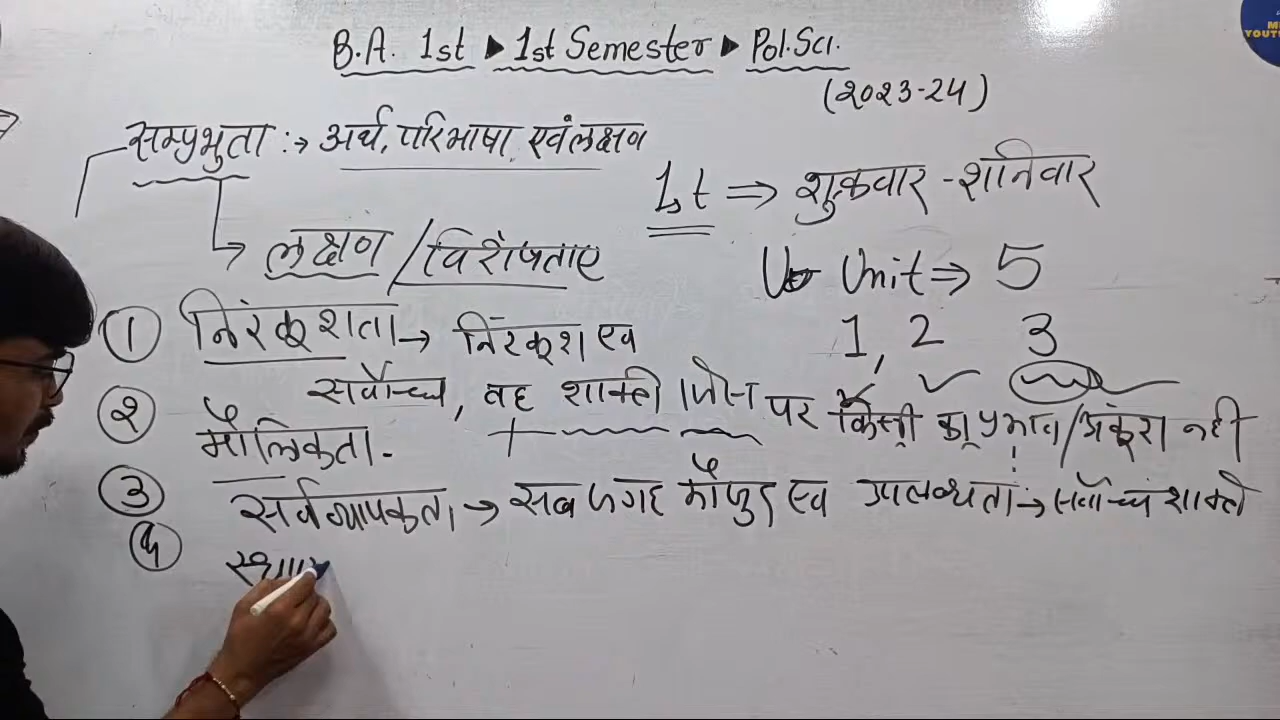 B.A. 1st ▶ 1st Semester ▶ Pol.Sci.
(2023-24)
सम्प्रभुता :→ अर्थ, परिभाषा एवं लक्षण
1st ⇒ शुक्रवार - शनिवार
→ लक्षण / विशेषताए
Unit ⇒ 5
1, 2 3
① निरंकूशता → निरंकूश एव
सर्वोच्च, वह शक्ति जिस पर किसी का प्रभाव/अंकूश नही
② मौलिकता -
③ सर्वव्यापकता → सब जगह मौजुद एव उपलब्धता → सर्वोच्च शक्ति
④ स्था
YOUTU